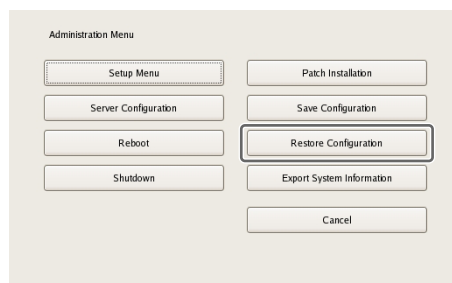 Administration Menu
Setup Menu
Patch Installation
Server Configuration
Save Configuration
Reboot
Restore Configuration
Shutdown
Export System Information
Cancel